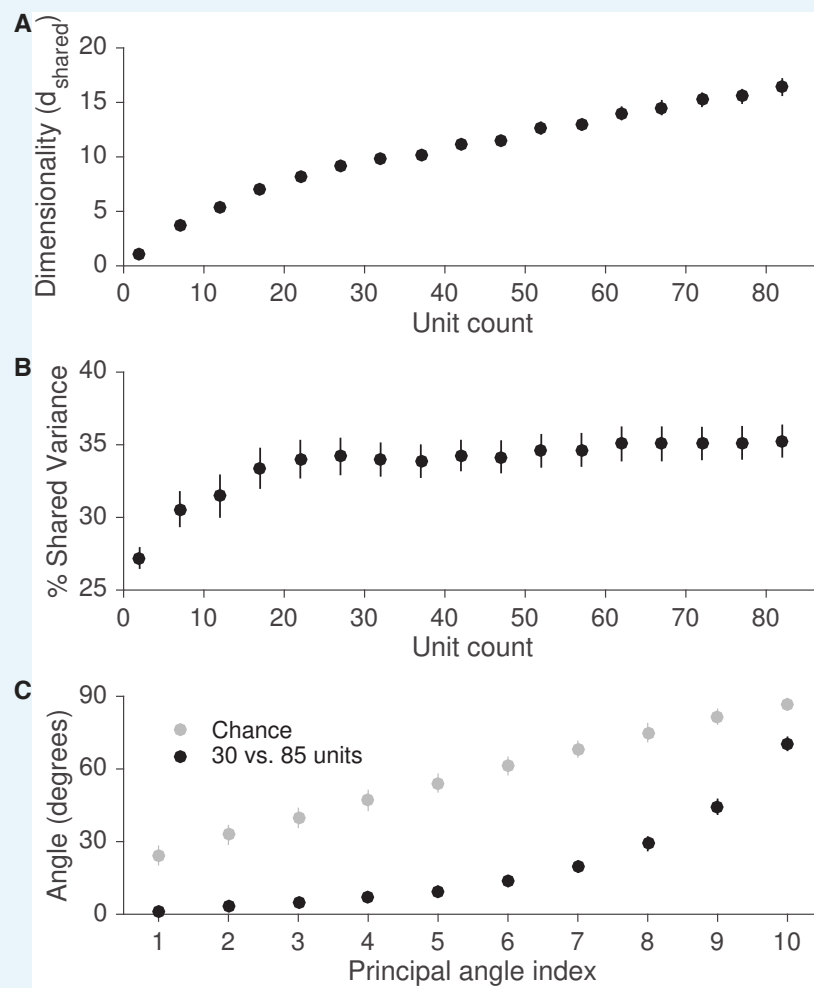 A
Dimensionality (d_shared)
20
15
10
5
0
0 10 20 30 40 50 60 70 80
Unit count
B
% Shared Variance
40
35
30
25
0 10 20 30 40 50 60 70 80
Unit count
C
Angle (degrees)
90
60
30
0
Chance
30 vs. 85 units
1 2 3 4 5 6 7 8 9 10
Principal angle index